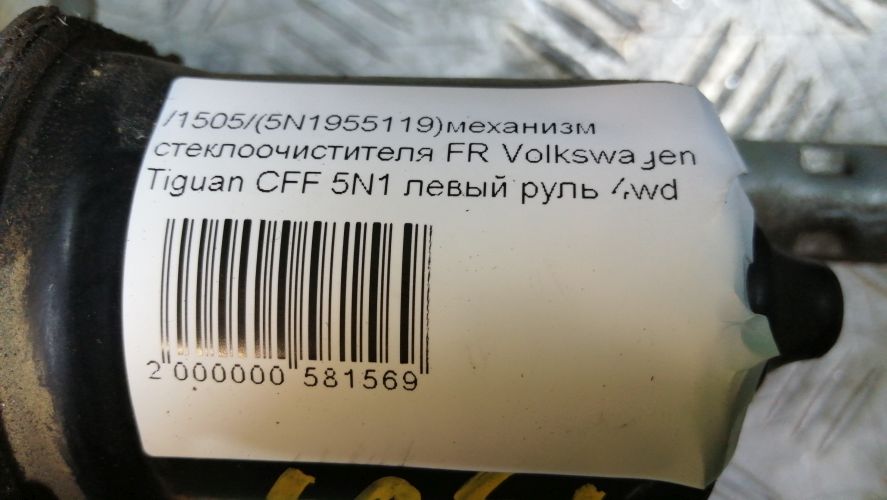 /1505/(5N1955119)механизм
стеклоочистителя FR Volkswagen
Tiguan CFF 5N1 левый руль 4wd
2 000000 581569